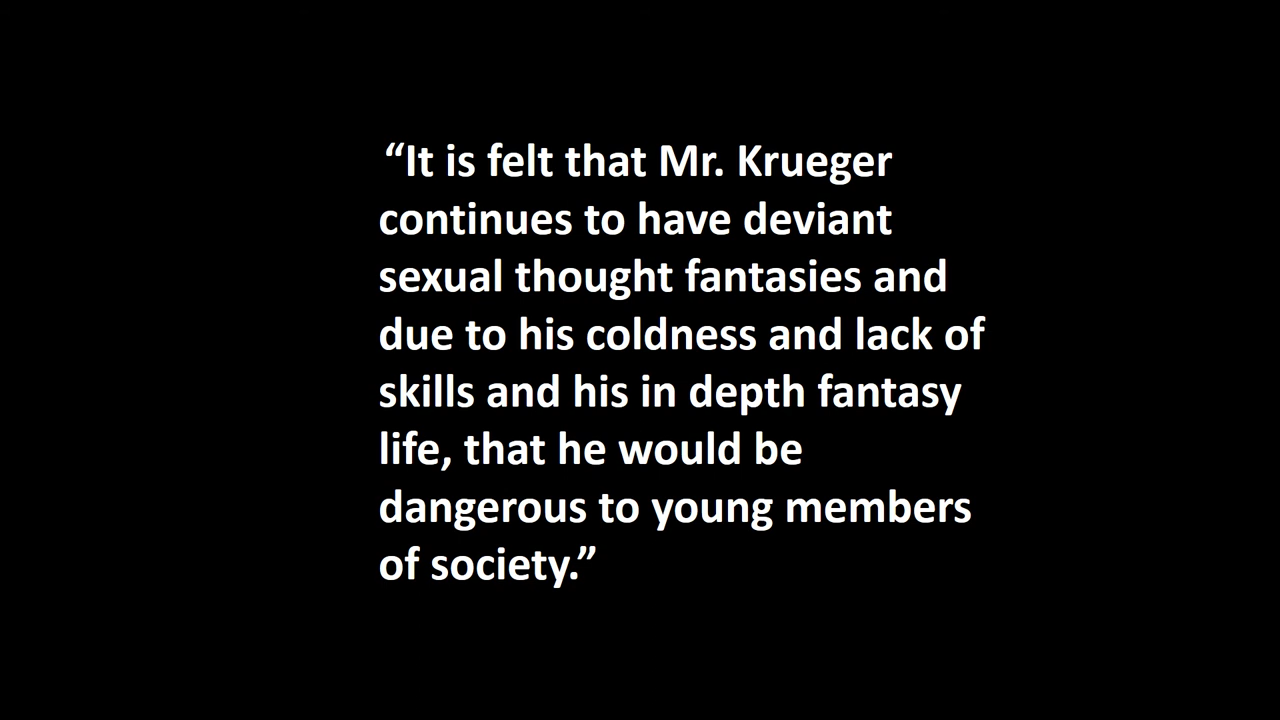 “It is felt that Mr. Krueger
continues to have deviant
sexual thought fantasies and
due to his coldness and lack of
skills and his in depth fantasy
life, that he would be
dangerous to young members
of society.”